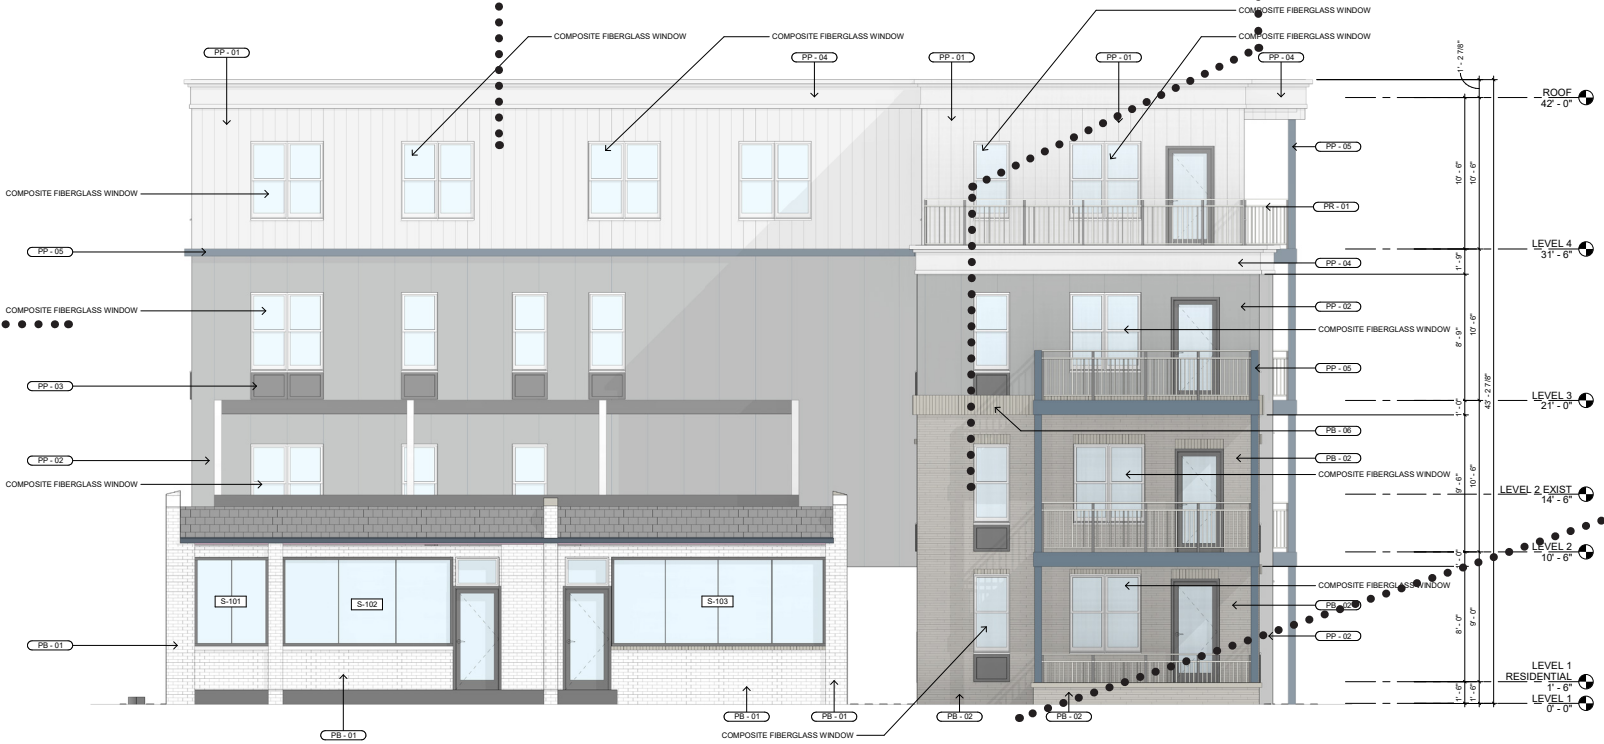 COMPOSITE FIBERGLASS WINDOW
COMPOSITE FIBERGLASS WINDOW
COMPOSITE FIBERGLASS WINDOW
COMPOSITE FIBERGLASS WINDOW
PP - 01
PP - 04
PP - 01
PP - 01
PP - 04
1' - 2 7/8"
ROOF
42' - 0"
PP - 05
COMPOSITE FIBERGLASS WINDOW
10' - 6"
10' - 6"
PR - 01
PP - 05
LEVEL 4
31' - 6"
PP - 04
1' - 9"
COMPOSITE FIBERGLASS WINDOW
PP - 02
COMPOSITE FIBERGLASS WINDOW
8' - 9"
10' - 6"
PP - 03
PP - 05
43' - 2 7/8"
LEVEL 3
21' - 0"
1' - 0"
PB - 06
PP - 02
PB - 02
COMPOSITE FIBERGLASS WINDOW
COMPOSITE FIBERGLASS WINDOW
9' - 6"
10' - 6"
LEVEL 2 EXIST
14' - 6"
LEVEL 2
10' - 6"
1' - 0"
S-101
S-102
S-103
COMPOSITE FIBERGLASS WINDOW
PB - 02
PP - 02
8' - 0"
9' - 0"
PB - 01
LEVEL 1
RESIDENTIAL
1' - 6"
1' - 6"
1' - 6"
LEVEL 1
0' - 0"
PB - 01
PB - 01
PB - 01
PB - 02
PB - 02
COMPOSITE FIBERGLASS WINDOW